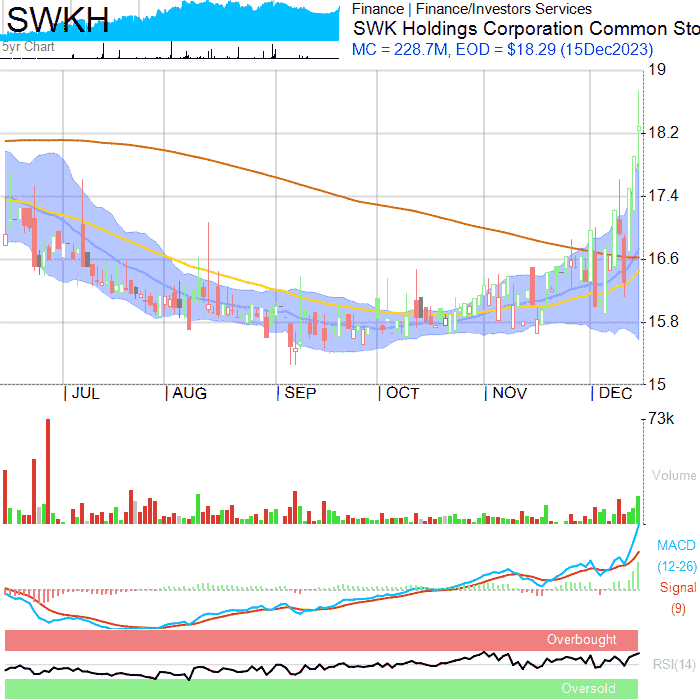 SWKH
5yr Chart
Finance | Finance/Investors Services
SWK Holdings Corporation Common Sto
MC = 228.7M, EOD = $18.29 (15Dec2023)
19
18.2
17.4
16.6
15.8
15
| JUL
| AUG
| SEP
| OCT
| NOV
| DEC
73k
Volume
MACD
(12-26)
Signal
(9)
Overbought
RSI(14)
Oversold